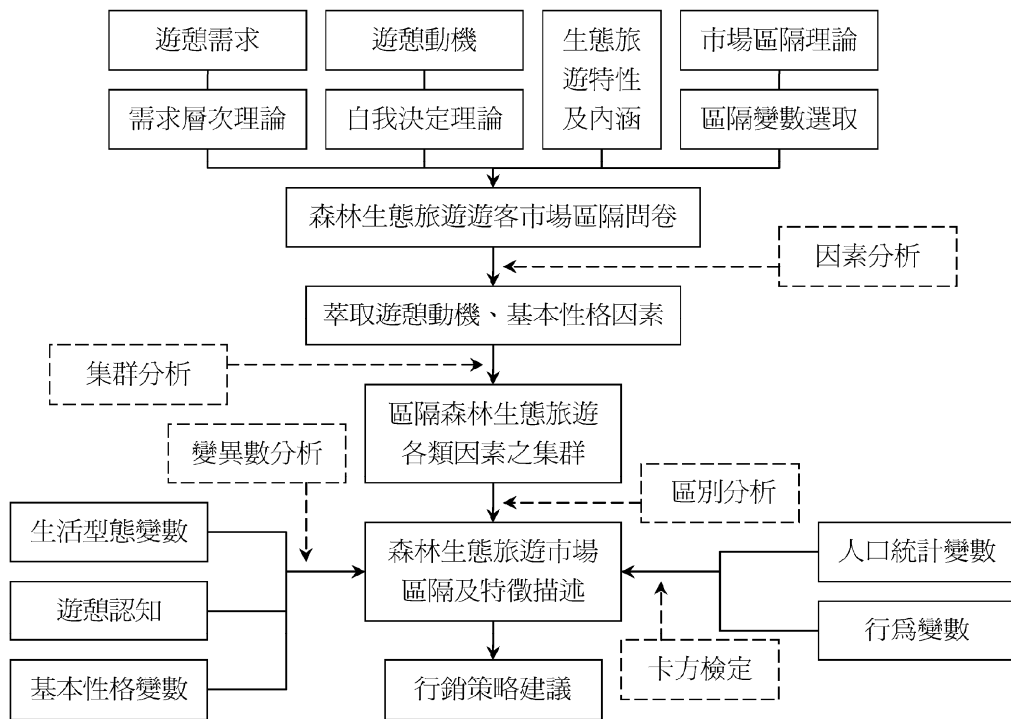 遊憩需求
遊憩動機
生態旅
遊特性
及內涵
市場區隔理論
需求層次理論
自我決定理論
區隔變數選取
森林生態旅遊遊客市場區隔問卷
因素分析
萃取遊憩動機、基本性格因素
集群分析
區隔森林生態旅遊
各類因素之集群
變異數分析
區別分析
生活型態變數
遊憩認知
基本性格變數
森林生態旅遊市場
區隔及特徵描述
人口統計變數
行爲變數
卡方檢定
行銷策略建議